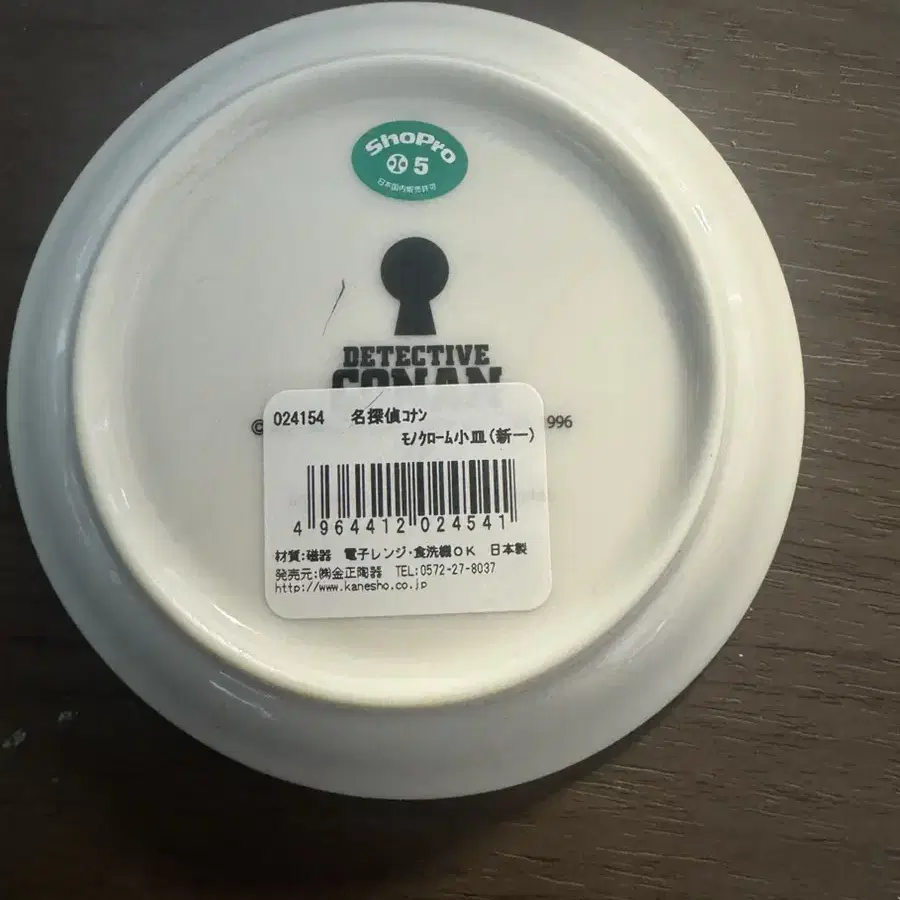 ShoPro
5
日本国内販売許可
DETECTIVE
CONAN
© 996
024154 名探偵ｺﾅﾝ
ﾓﾉｸﾛｰﾑ小皿(新一)
4 964412 024541
材質:磁器 電子レンジ・食洗機OK 日本製
発売元:㈱金正陶器 TEL:0572-27-8037
http://www.kanesho.co.jp